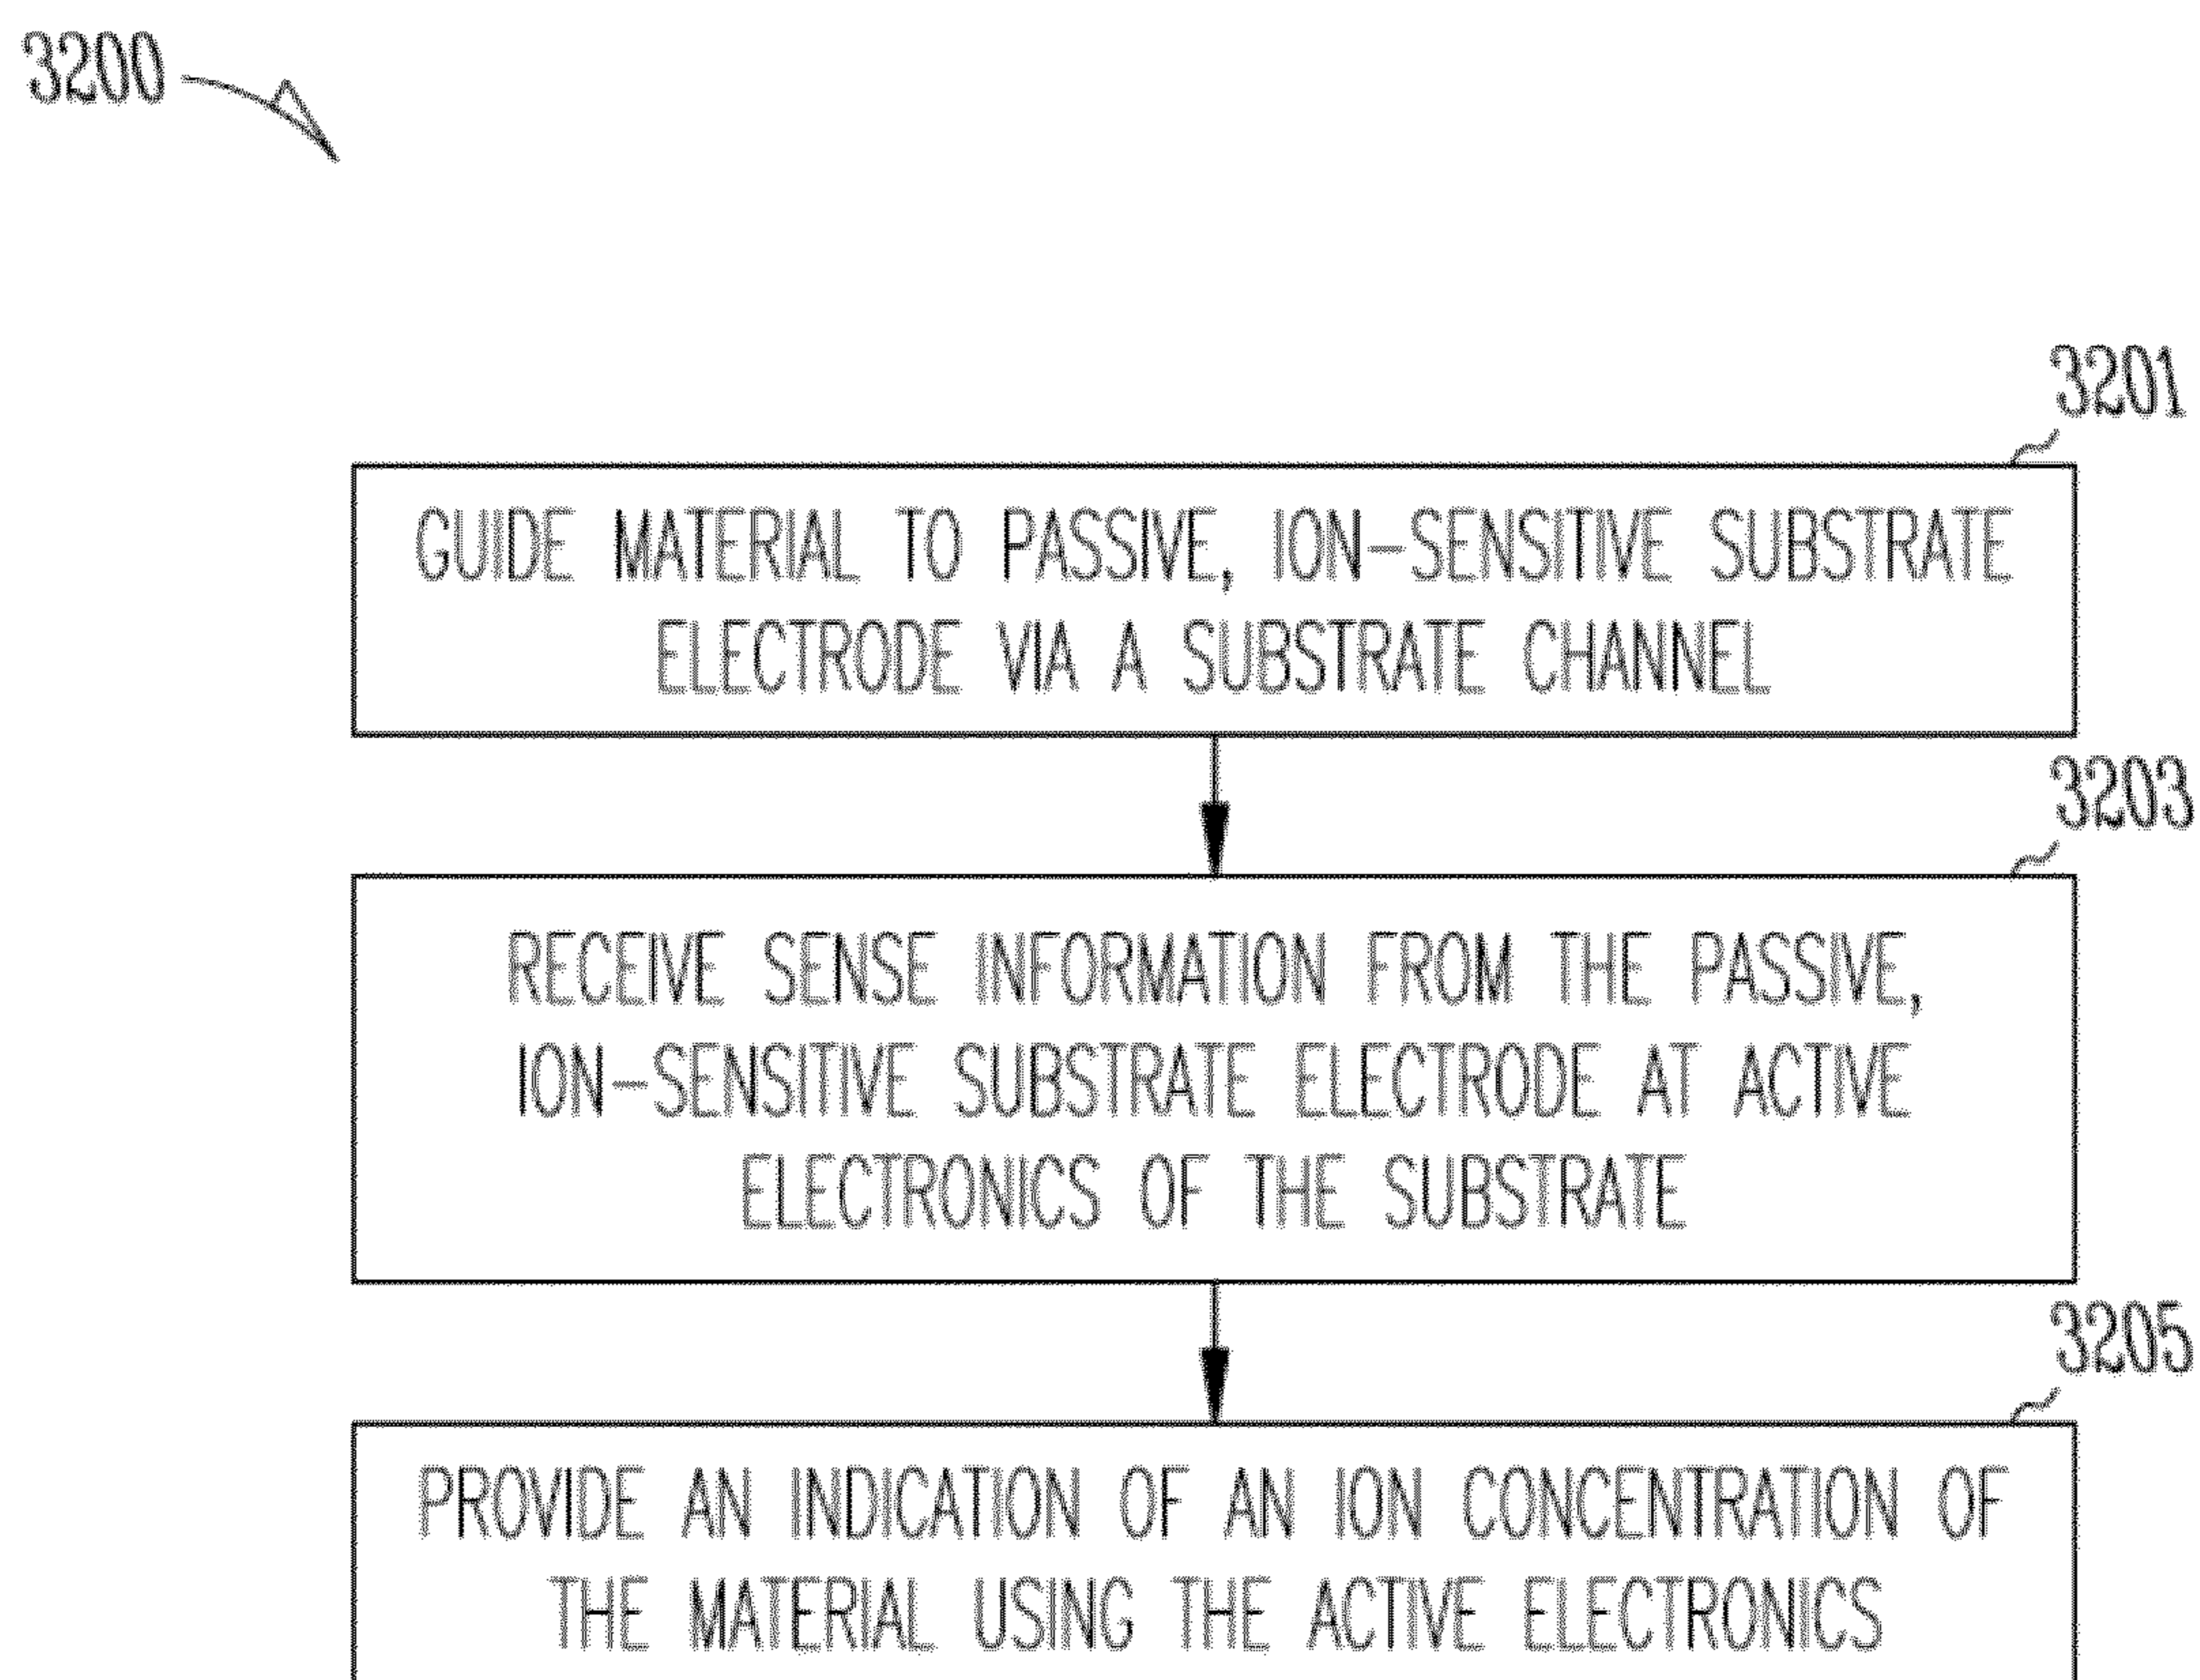 3200
3201
GUIDE MATERIAL TO PASSIVE, ION-SENSITIVE SUBSTRATE
ELECTRODE VIA A SUBSTRATE CHANNEL
3203
RECEIVE SENSE INFORMATION FROM THE PASSIVE,
ION-SENSITIVE SUBSTRATE ELECTRODE AT ACTIVE
ELECTRONICS OF THE SUBSTRATE
3205
PROVIDE AN INDICATION OF AN ION CONCENTRATION OF
THE MATERIAL USING THE ACTIVE ELECTRONICS